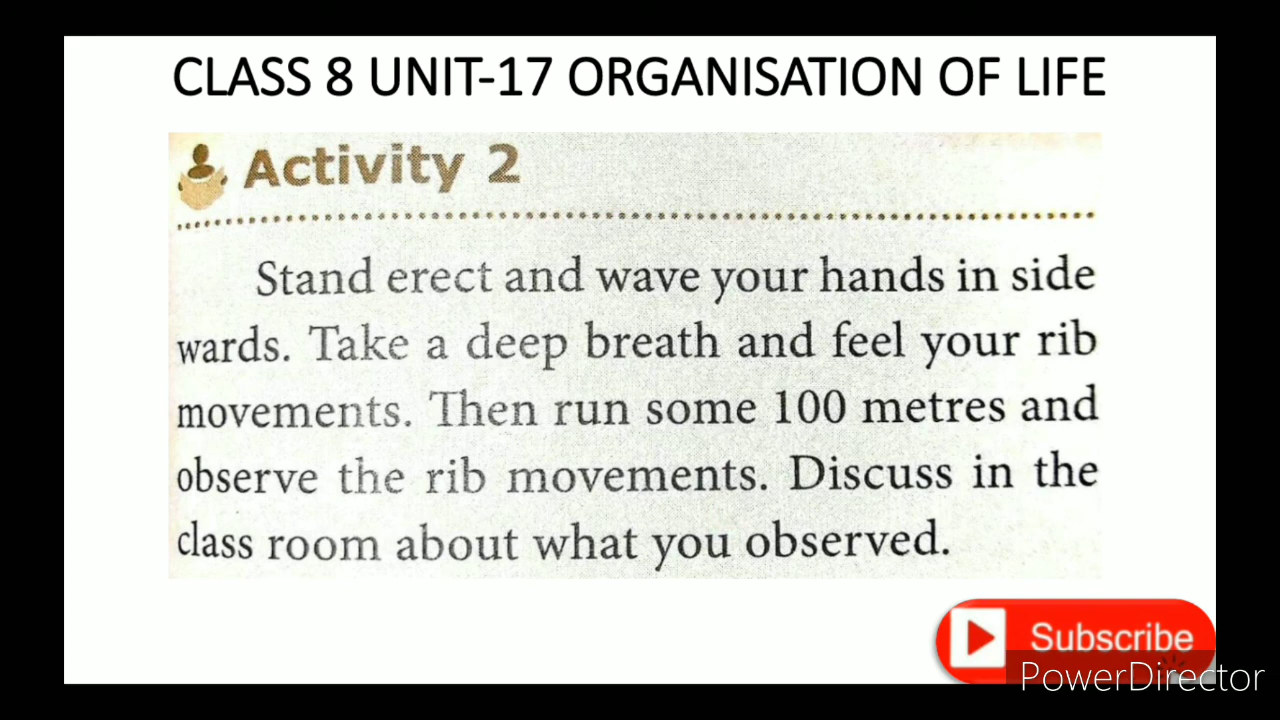 CLASS 8 UNIT-17 ORGANISATION OF LIFE
Activity 2
Stand erect and wave your hands in side
wards. Take a deep breath and feel your rib
movements. Then run some 100 metres and
observe the rib movements. Discuss in the
class room about what you observed.
Subscribe
PowerDirector